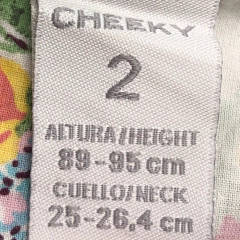 CHEEKY
2
ALTURA/HEIGHT
89-95 cm
CUELLO/NECK
25-26,4 cm